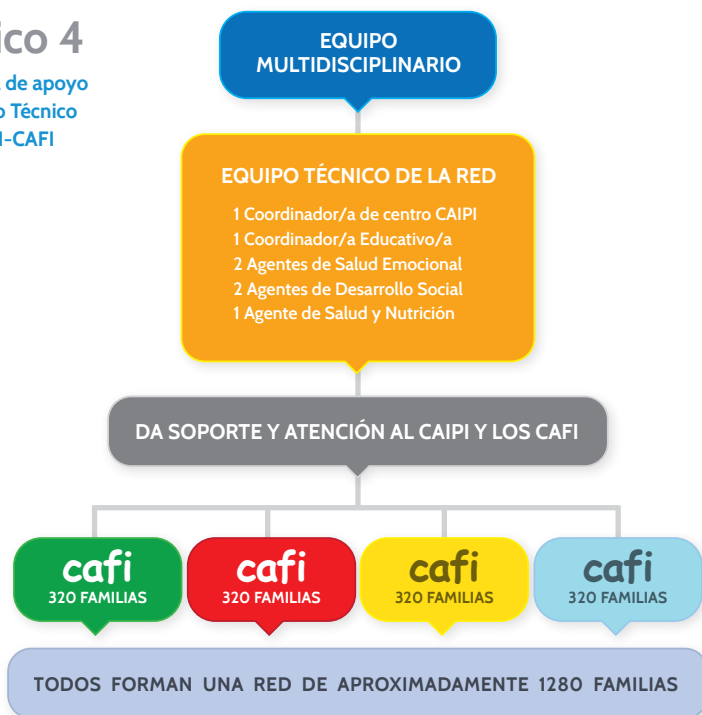 ico 4
de apoyo
o Técnico
I-CAFI
EQUIPO
MULTIDISCIPLINARIO
EQUIPO TÉCNICO DE LA RED
1 Coordinador/a de centro CAIPI
1 Coordinador/a Educativo/a
2 Agentes de Salud Emocional
2 Agentes de Desarrollo Social
1 Agente de Salud y Nutrición
DA SOPORTE Y ATENCIÓN AL CAIPI Y LOS CAFI
cafi
320 FAMILIAS
cafi
320 FAMILIAS
cafi
320 FAMILIAS
cafi
320 FAMILIAS
TODOS FORMAN UNA RED DE APROXIMADAMENTE 1280 FAMILIAS